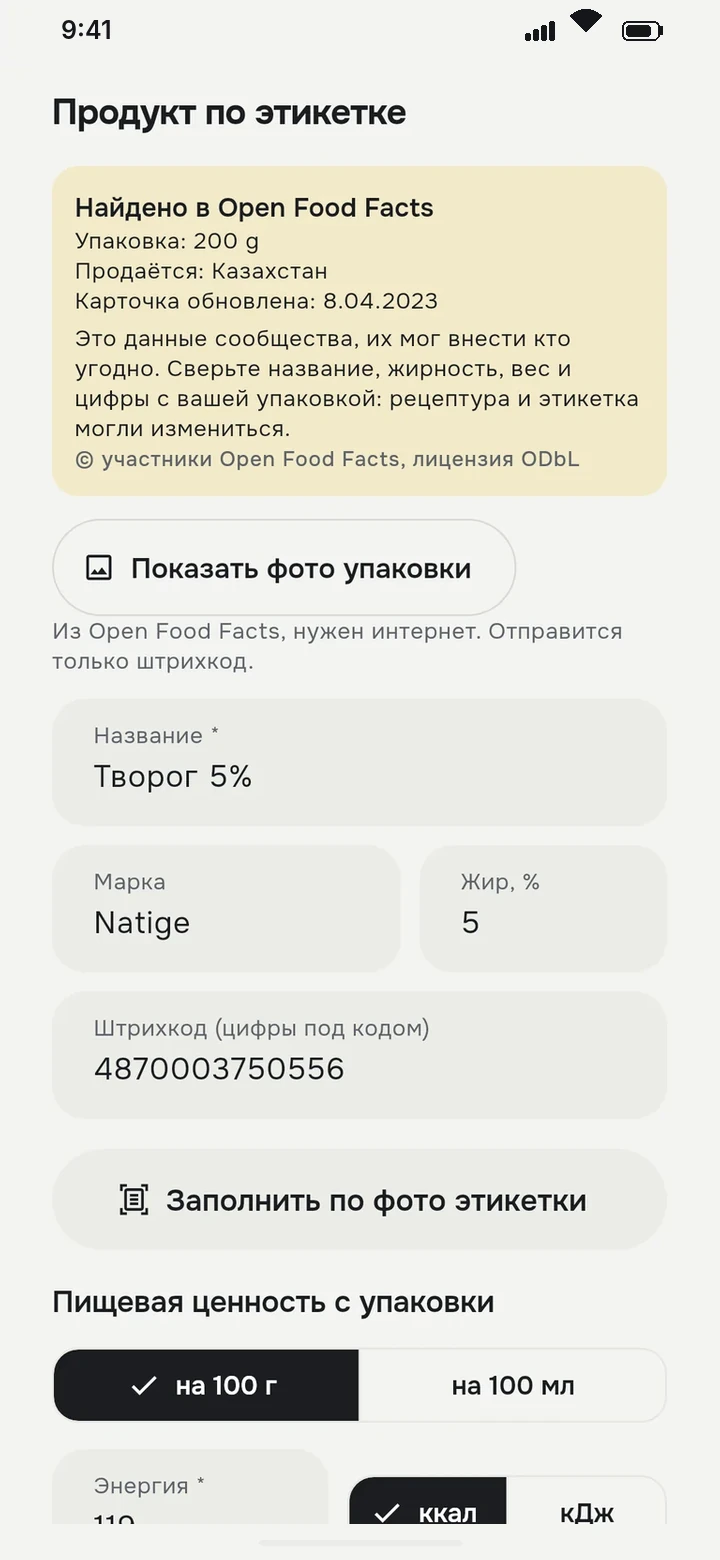 9:41
Продукт по этикетке
Найдено в Open Food Facts
Упаковка: 200 g
Продаётся: Казахстан
Карточка обновлена: 8.04.2023
Это данные сообщества, их мог внести кто
угодно. Сверьте название, жирность, вес и
цифры с вашей упаковкой: рецептура и этикетка
могли измениться.
© участники Open Food Facts, лицензия ODbL
Показать фото упаковки
Из Open Food Facts, нужен интернет. Отправится
только штрихкод.
Название *
Творог 5%
Марка
Natige
Жир, %
5
Штрихкод (цифры под кодом)
4870003750556
Заполнить по фото этикетки
Пищевая ценность с упаковки
на 100 г
на 100 мл
Энергия *
ккал
кДж